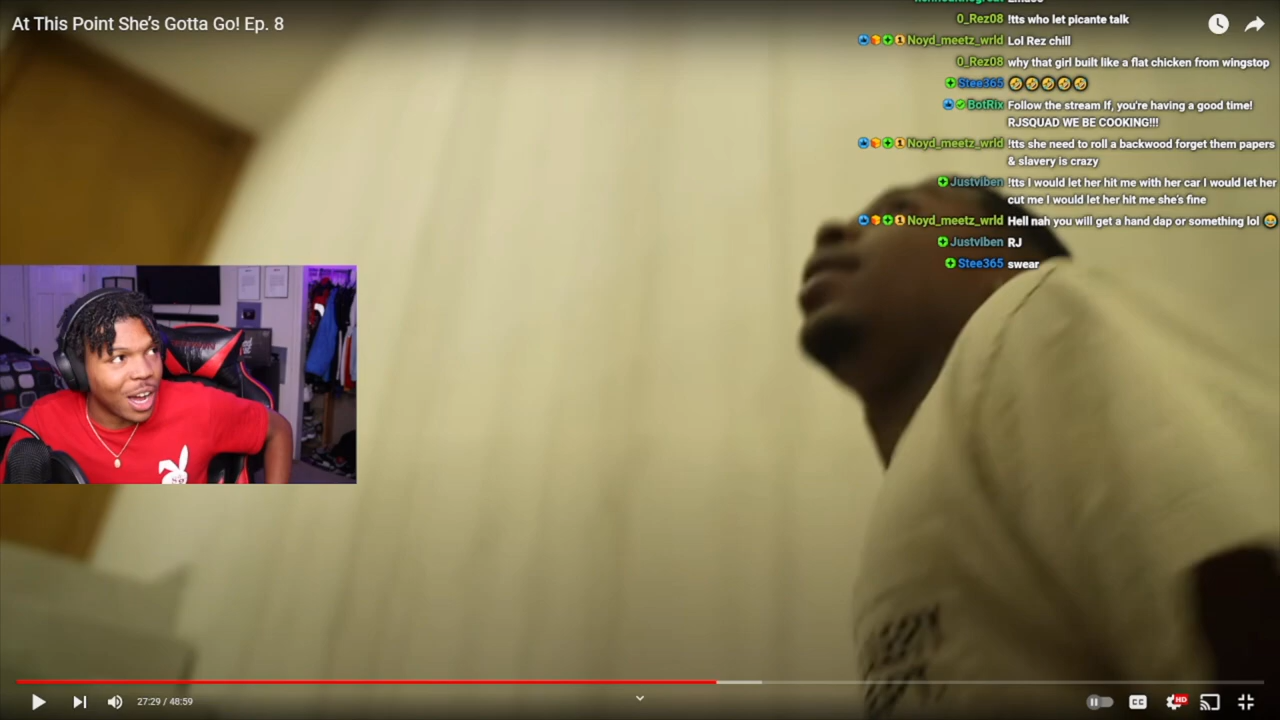 At This Point She's Gotta Go! Ep. 8
0_Rez08 !tts who let picante talk
Noyd_meetz_wrld Lol Rez chill
0_Rez08 why that girl built like a flat chicken from wingstop
Stee365 🤣🤣🤣🤣🤣
BotRix Follow the stream If, you're having a good time!
RJSQUAD WE BE COOKING!!!
Noyd_meetz_wrld !tts she need to roll a backwood forget them papers
& slavery is crazy
Justviben !tts I would let her hit me with her car I would let her
cut me I would let her hit me she's fine
Noyd_meetz_wrld Hell nah you will get a hand dap or something lol 😂
Justviben RJ
Stee365 swear
27:29 / 48:59
CC
HD